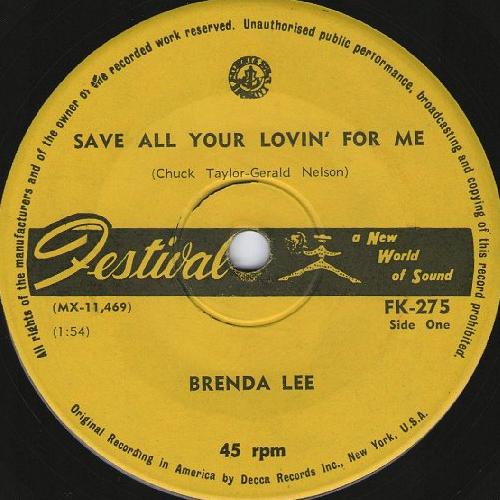 All rights of the manufacturers and of the owner of the recorded work reserved. Unauthorised public performance, broadcasting and copying of this record prohibited.
SAVE ALL YOUR LOVIN' FOR ME
(Chuck Taylor-Gerald Nelson)
Festival
a New
World
of Sound
(MX-11,469)
FK-275
(1:54)
Side One
BRENDA LEE
45 rpm
Original Recording in America by Decca Records Inc., New York, U.S.A.